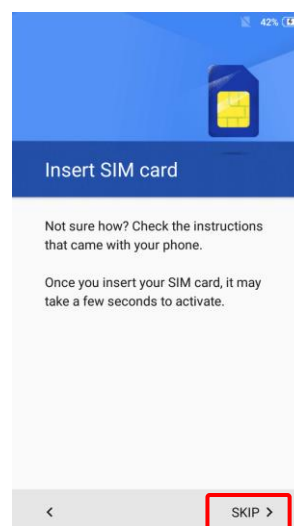 42%
Insert SIM card
Not sure how? Check the instructions
that came with your phone.
Once you insert your SIM card, it may
take a few seconds to activate.
SKIP